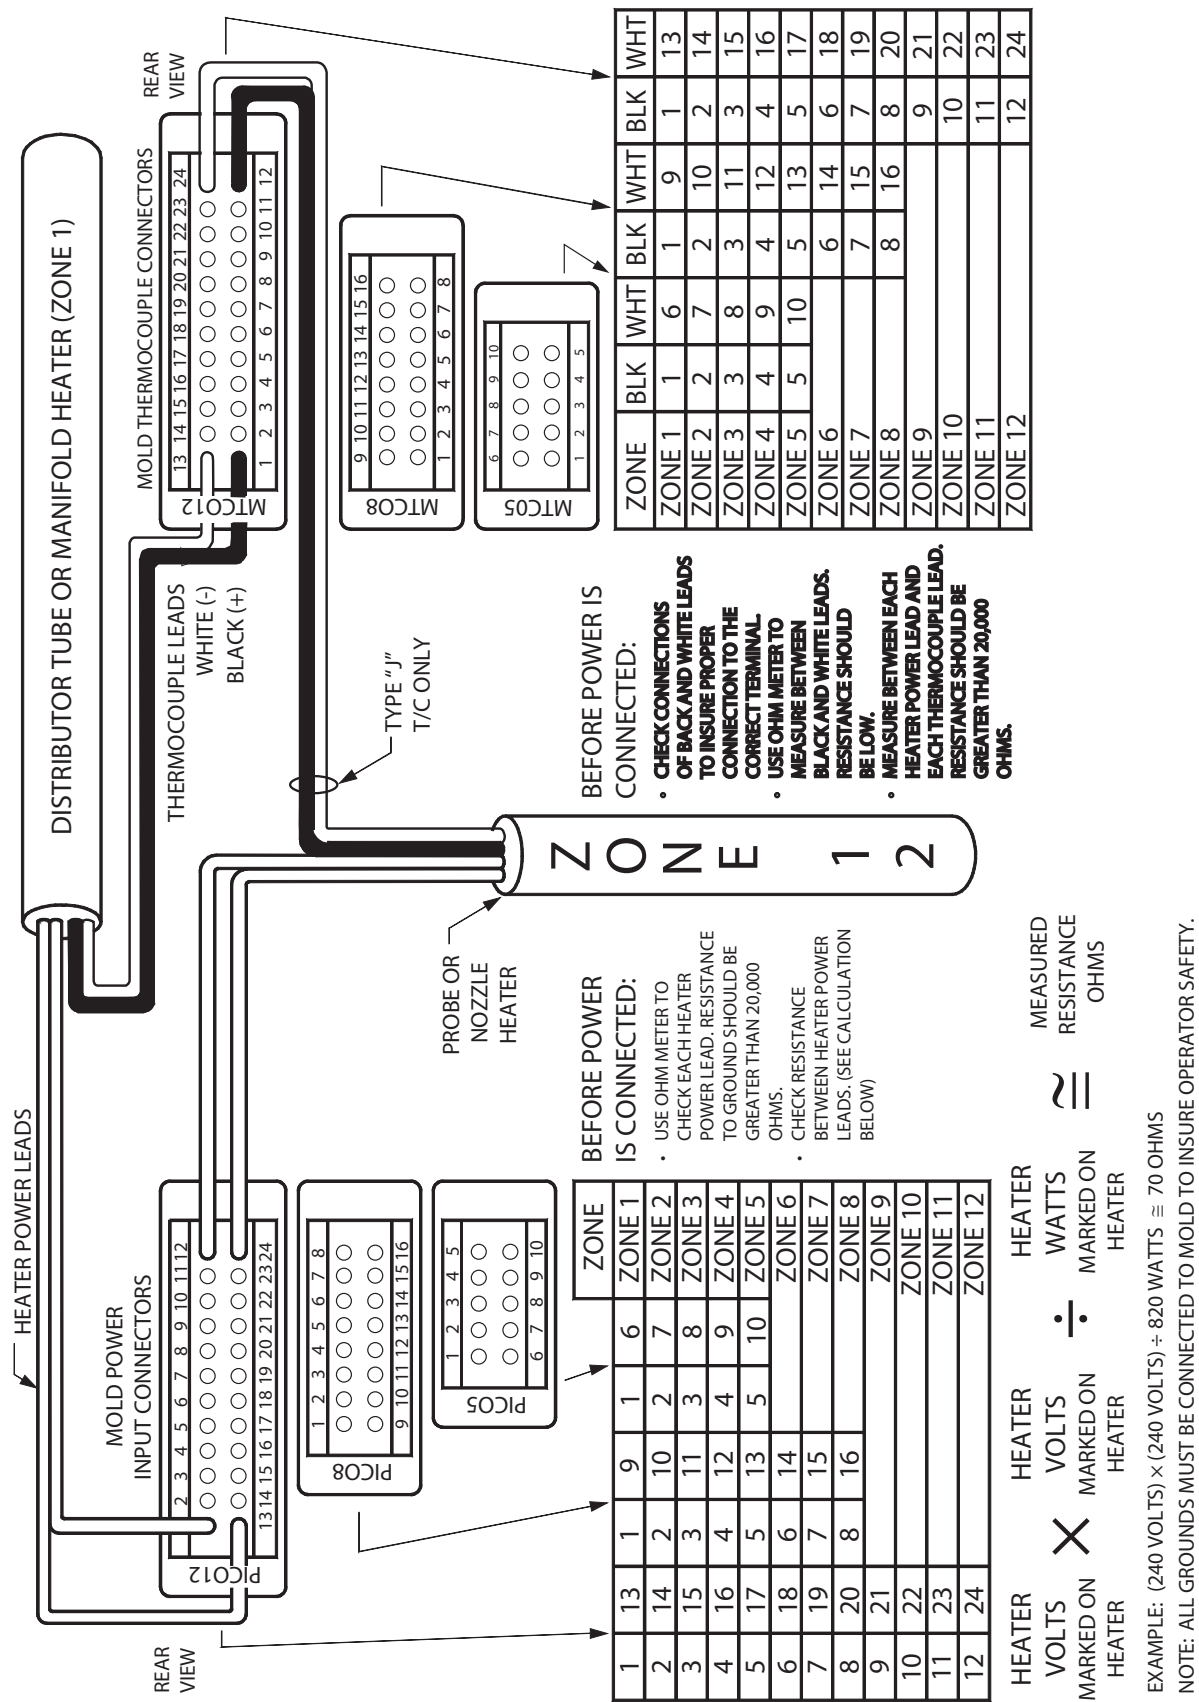 DISTRIBUTOR TUBE OR MANIFOLD HEATER (ZONE 1)
HEATER POWER LEADS
REAR
VIEW
MOLD POWER
INPUT CONNECTORS
PIC012
2 3 4 5 6 7 8 9 10 11 12
13 14 15 16 17 18 19 20 21 22 23 24
PIC08
1 2 3 4 5 6 7 8
9 10 11 12 13 14 15 16
PIC05
1 2 3 4 5
6 7 8 9 10
ZONE
1 13 1 9 1 6 ZONE 1
2 14 2 10 2 7 ZONE 2
3 15 3 11 3 8 ZONE 3
4 16 4 12 4 9 ZONE 4
5 17 5 13 5 10 ZONE 5
6 18 6 14 ZONE 6
7 19 7 15 ZONE 7
8 20 8 16 ZONE 8
9 21 ZONE 9
10 22 ZONE 10
11 23 ZONE 11
12 24 ZONE 12
THERMOCOUPLE LEADS
WHITE (-)
BLACK (+)
TYPE "J"
T/C ONLY
PROBE OR
NOZZLE
HEATER
ZONE 12
BEFORE POWER
IS CONNECTED:
• USE OHM METER TO
CHECK EACH HEATER
POWER LEAD. RESISTANCE
TO GROUND SHOULD BE
GREATER THAN 20,000
OHMS.
• CHECK RESISTANCE
BETWEEN HEATER POWER
LEADS. (SEE CALCULATION
BELOW)
BEFORE POWER IS
CONNECTED:
• CHECK CONNECTIONS
OF BACK AND WHITE LEADS
TO INSURE PROPER
CONNECTION TO THE
CORRECT TERMINAL.
• USE OHM METER TO
MEASURE BETWEEN
BLACK AND WHITE LEADS.
RESISTANCE SHOULD
BE LOW.
• MEASURE BETWEEN EACH
HEATER POWER LEAD AND
EACH THERMOCOUPLE LEAD.
RESISTANCE SHOULD BE
GREATER THAN 20,000
OHMS.
MOLD THERMOCOUPLE CONNECTORS
REAR
VIEW
MTC012
13 14 15 16 17 18 19 20 21 22 23 24
1 2 3 4 5 6 7 8 9 10 11 12
MTC08
9 10 11 12 13 14 15 16
1 2 3 4 5 6 7 8
MTC05
6 7 8 9 10
1 2 3 4 5
ZONE BLK WHT BLK WHT BLK WHT
ZONE 1 1 6 1 9 1 13
ZONE 2 2 7 2 10 2 14
ZONE 3 3 8 3 11 3 15
ZONE 4 4 9 4 12 4 16
ZONE 5 5 10 5 13 5 17
ZONE 6 6 14 6 18
ZONE 7 7 15 7 19
ZONE 8 8 16 8 20
ZONE 9 9 21
ZONE 10 10 22
ZONE 11 11 23
ZONE 12 12 24
HEATER
VOLTS
MARKED ON
HEATER
×
HEATER
VOLTS
MARKED ON
HEATER
÷
HEATER
WATTS
MARKED ON
HEATER
≅
MEASURED
RESISTANCE
OHMS
EXAMPLE: (240 VOLTS) × (240 VOLTS) ÷ 820 WATTS ≅ 70 OHMS
NOTE: ALL GROUNDS MUST BE CONNECTED TO MOLD TO INSURE OPERATOR SAFETY.